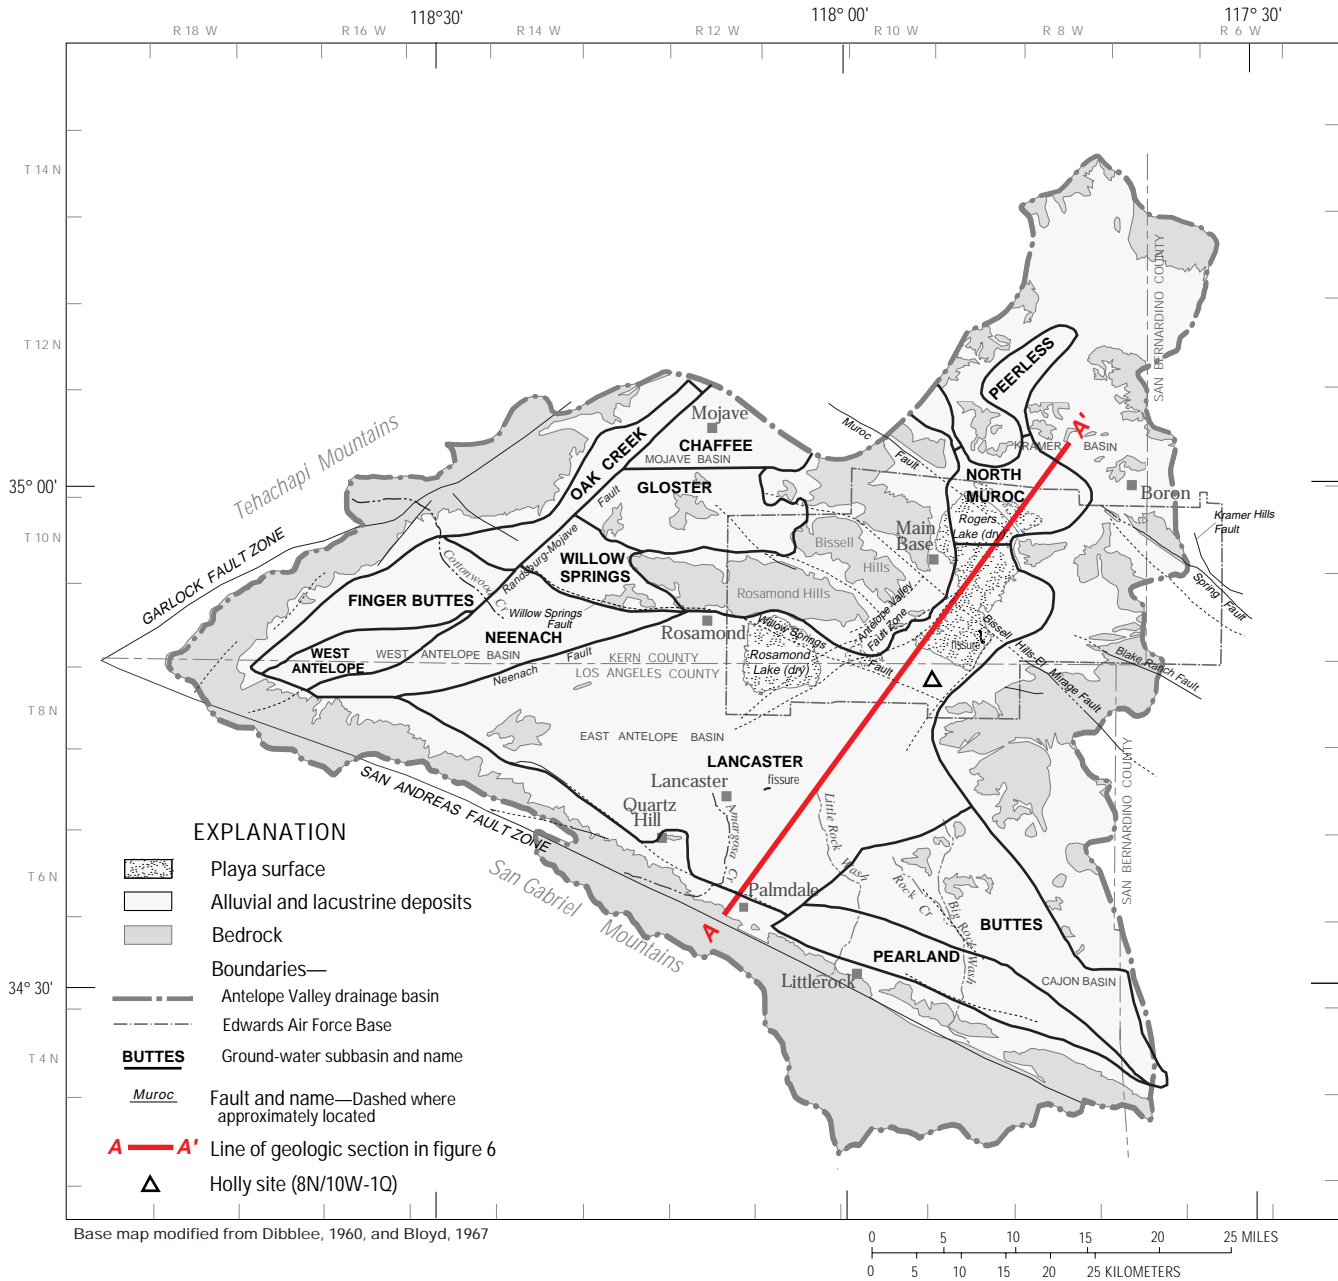 118°30'
118° 00'
117° 30'
R 18 W
R 16 W
R 14 W
R 12 W
R 10 W
R 8 W
R 6 W
T 14 N
T 12 N
35° 00'
T 10 N
T 8 N
T 6 N
34° 30'
T 4 N
SAN BERNARDINO COUNTY
PEERLESS
Mojave
CHAFFEE
MOJAVE BASIN
OAK CREEK
GLOSTER
Muroc
Fault
A'
KRAMER BASIN
NORTH
MUROC
Boron
Rogers
Lake (dry)
Main
Base
Kramer Hills
Fault
Spring Fault
Tehachapi Mountains
GARLOCK FAULT ZONE
Cottonwood Cr
Randsburg-Mojave
Fault
WILLOW
SPRINGS
Bissell
Hills
Rosamond Hills
FINGER BUTTES
Willow Springs
Fault
NEENACH
Rosamond
Willow Springs
Fault
Antelope Valley
Fault Zone
Rosamond
Lake (dry)
fissure
Bissell
Hills-El Mirage Fault
Blake Ranch Fault
WEST
ANTELOPE
WEST ANTELOPE BASIN
Neenach
Fault
KERN COUNTY
LOS ANGELES COUNTY
EAST ANTELOPE BASIN
LANCASTER
fissure
Lancaster
Quartz
Hill
Amargosa Cr
Little Rock Wash
SAN ANDREAS FAULT ZONE
San Gabriel
Mountains
SAN BERNARDINO COUNTY
Palmdale
A
Rock Cr
Big Rock Wash
BUTTES
PEARLAND
Littlerock
CAJON BASIN
EXPLANATION
Playa surface
Alluvial and lacustrine deposits
Bedrock
Boundaries—
Antelope Valley drainage basin
Edwards Air Force Base
BUTTES Ground-water subbasin and name
Muroc Fault and name—Dashed where
approximately located
A A' Line of geologic section in figure 6
Holly site (8N/10W-1Q)
Base map modified from Dibblee, 1960, and Bloyd, 1967
0 5 10 15 20 25 MILES
0 5 10 15 20 25 KILOMETERS